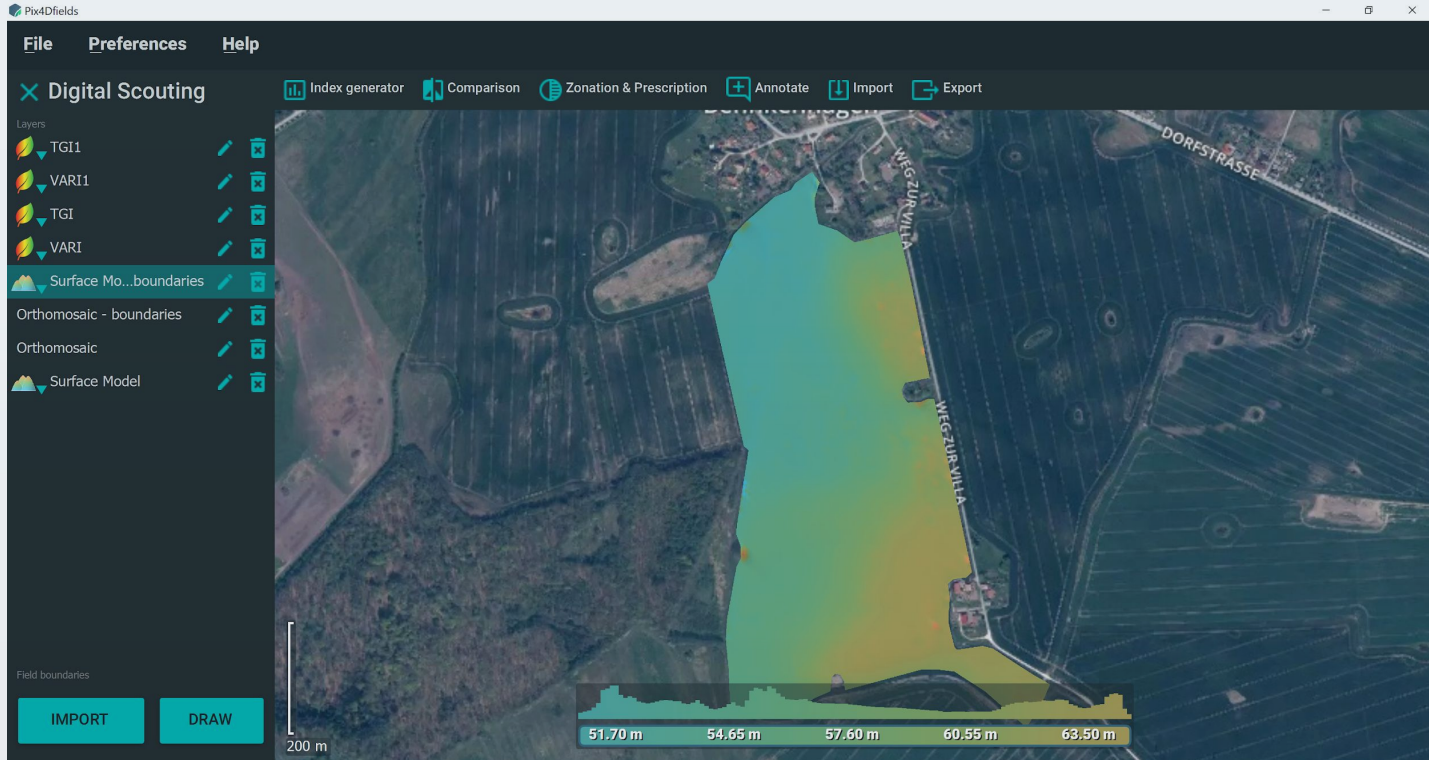 Pix4Dfields
File Preferences Help
Digital Scouting
Index generator Comparison Zonation & Prescription Annotate Import Export
Layers
TGI1
VARI1
TGI
VARI
Surface Mo...boundaries
Orthomosaic - boundaries
Orthomosaic
Surface Model
DORFSTRASSE
WEG ZUR VILLA
WEG ZUR VILLA
Field boundaries
IMPORT DRAW
200 m
51.70 m 54.65 m 57.60 m 60.55 m 63.50 m